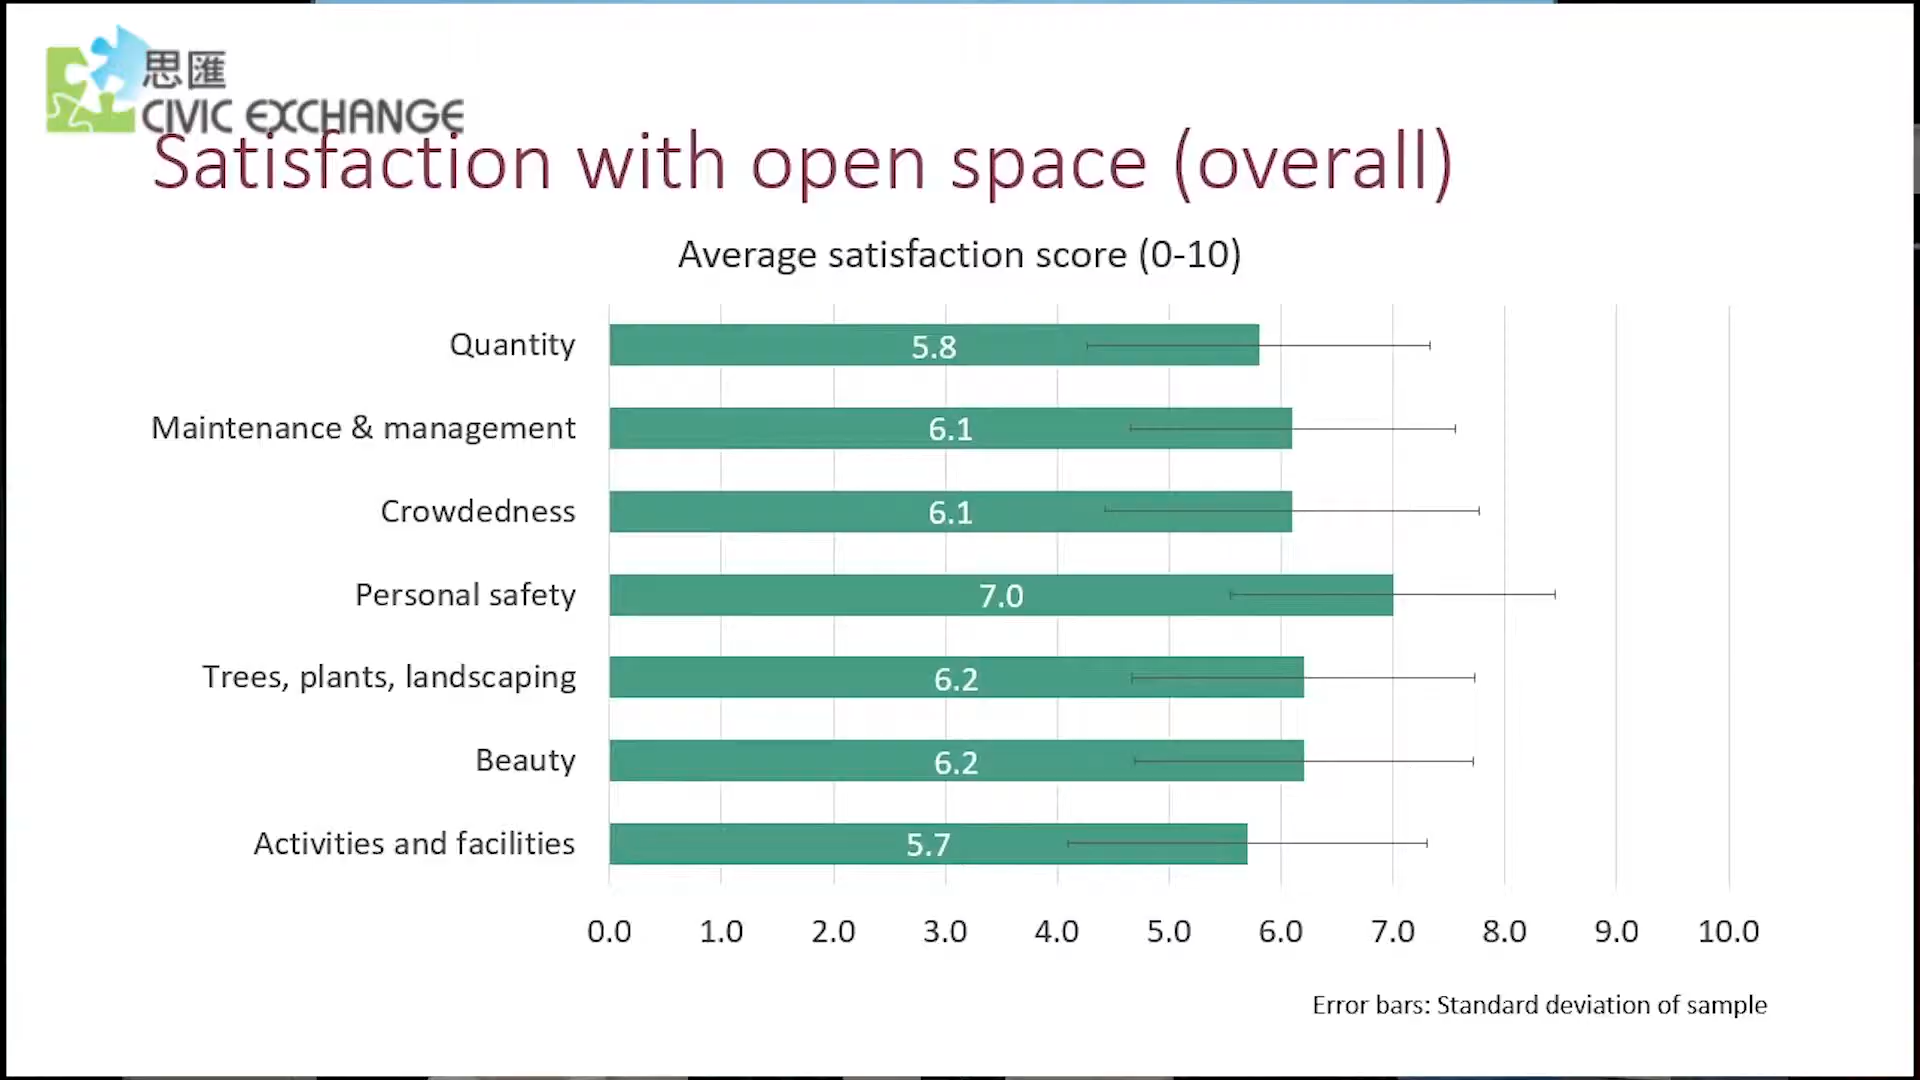 思匯
CIVIC EXCHANGE
Satisfaction with open space (overall)
Average satisfaction score (0-10)
Quantity 5.8
Maintenance & management 6.1
Crowdedness 6.1
Personal safety 7.0
Trees, plants, landscaping 6.2
Beauty 6.2
Activities and facilities 5.7
0.0 1.0 2.0 3.0 4.0 5.0 6.0 7.0 8.0 9.0 10.0
Error bars: Standard deviation of sample